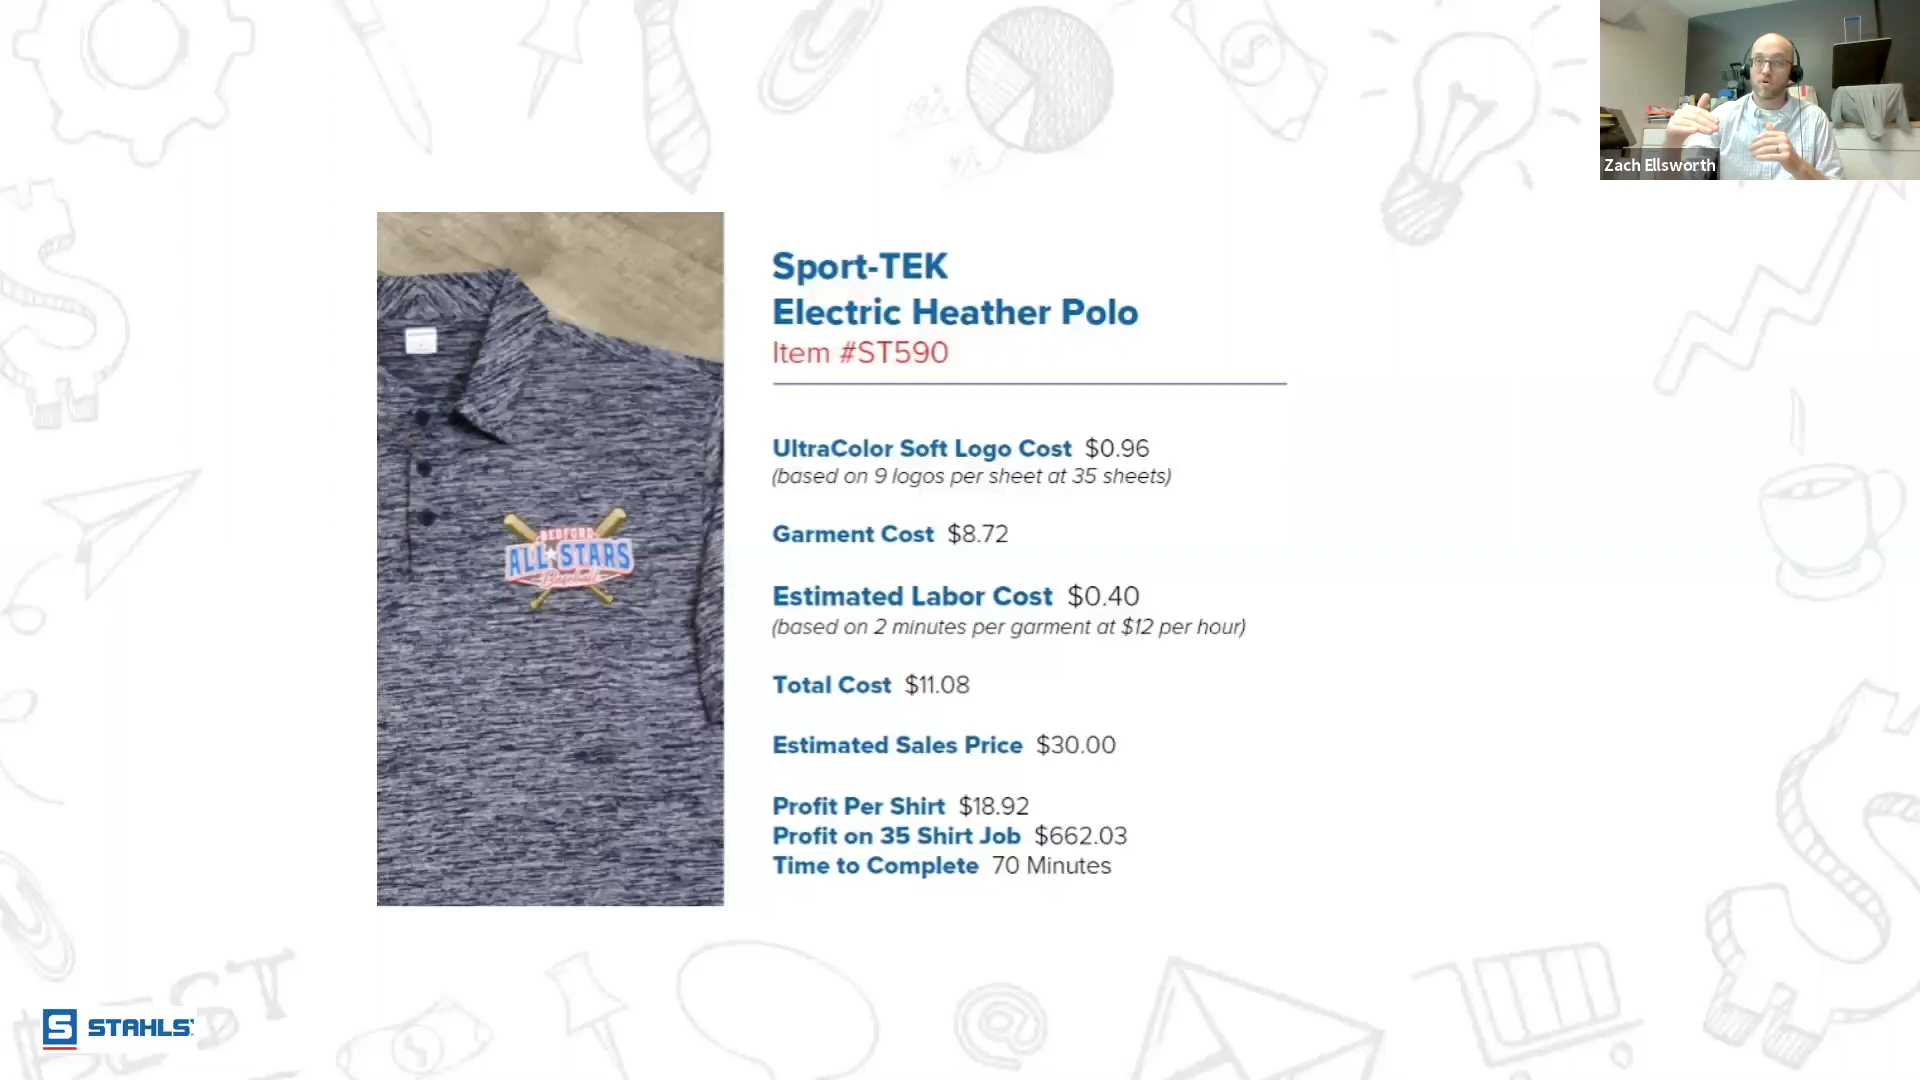 Zach Ellsworth
Sport-TEK
Electric Heather Polo
Item #ST590
UltraColor Soft Logo Cost $0.96
(based on 9 logos per sheet at 35 sheets)
Garment Cost $8.72
Estimated Labor Cost $0.40
(based on 2 minutes per garment at $12 per hour)
Total Cost $11.08
Estimated Sales Price $30.00
Profit Per Shirt $18.92
Profit on 35 Shirt Job $662.03
Time to Complete 70 Minutes
BEDFORD
ALL STARS
Baseball
S STAHLS'